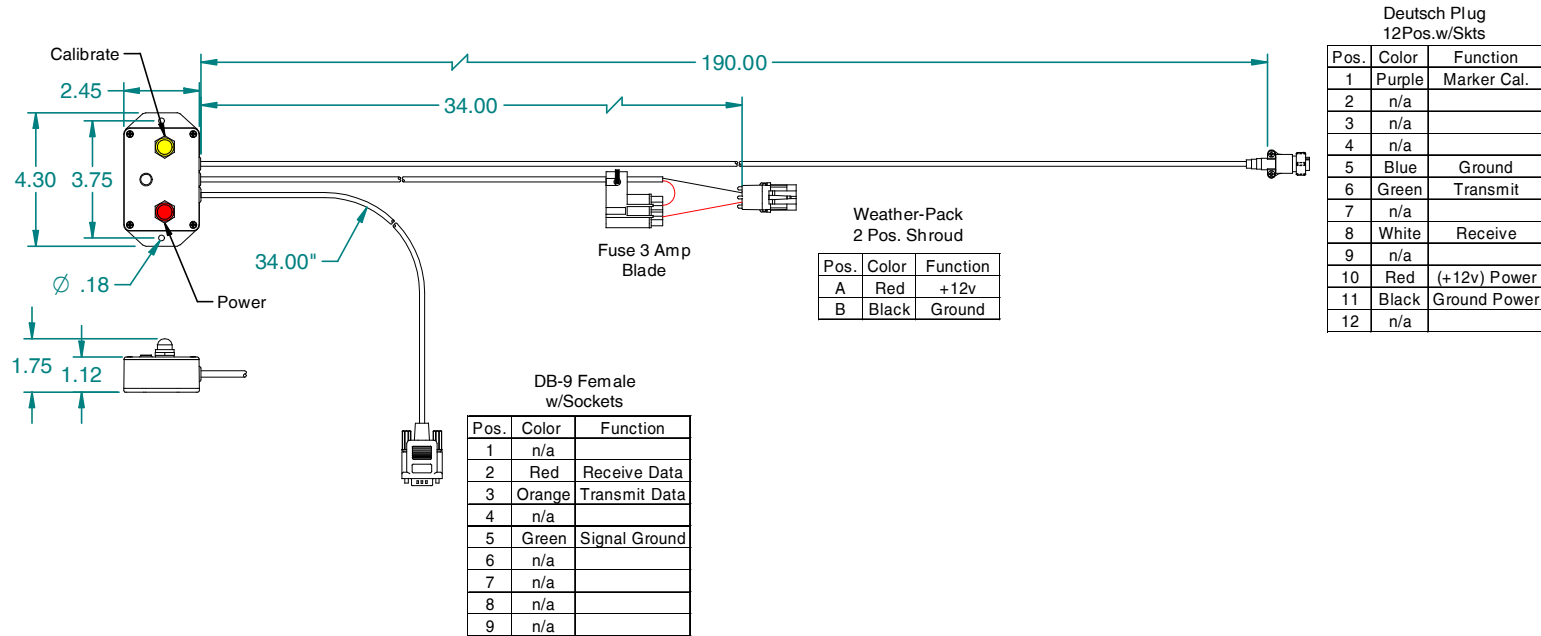 Calibrate
190.00
2.45
34.00
4.30
3.75
34.00"
Ø .18
Power
1.75
1.12
Fuse 3 Amp
Blade
Weather-Pack
2 Pos. Shroud
Pos. Color Function
A Red +12v
B Black Ground
DB-9 Female
w/Sockets
Pos. Color Function
1 n/a
2 Red Receive Data
3 Orange Transmit Data
4 n/a
5 Green Signal Ground
6 n/a
7 n/a
8 n/a
9 n/a
Deutsch Plug
12Pos.w/Skts
Pos. Color Function
1 Purple Marker Cal.
2 n/a
3 n/a
4 n/a
5 Blue Ground
6 Green Transmit
7 n/a
8 White Receive
9 n/a
10 Red (+12v) Power
11 Black Ground Power
12 n/a